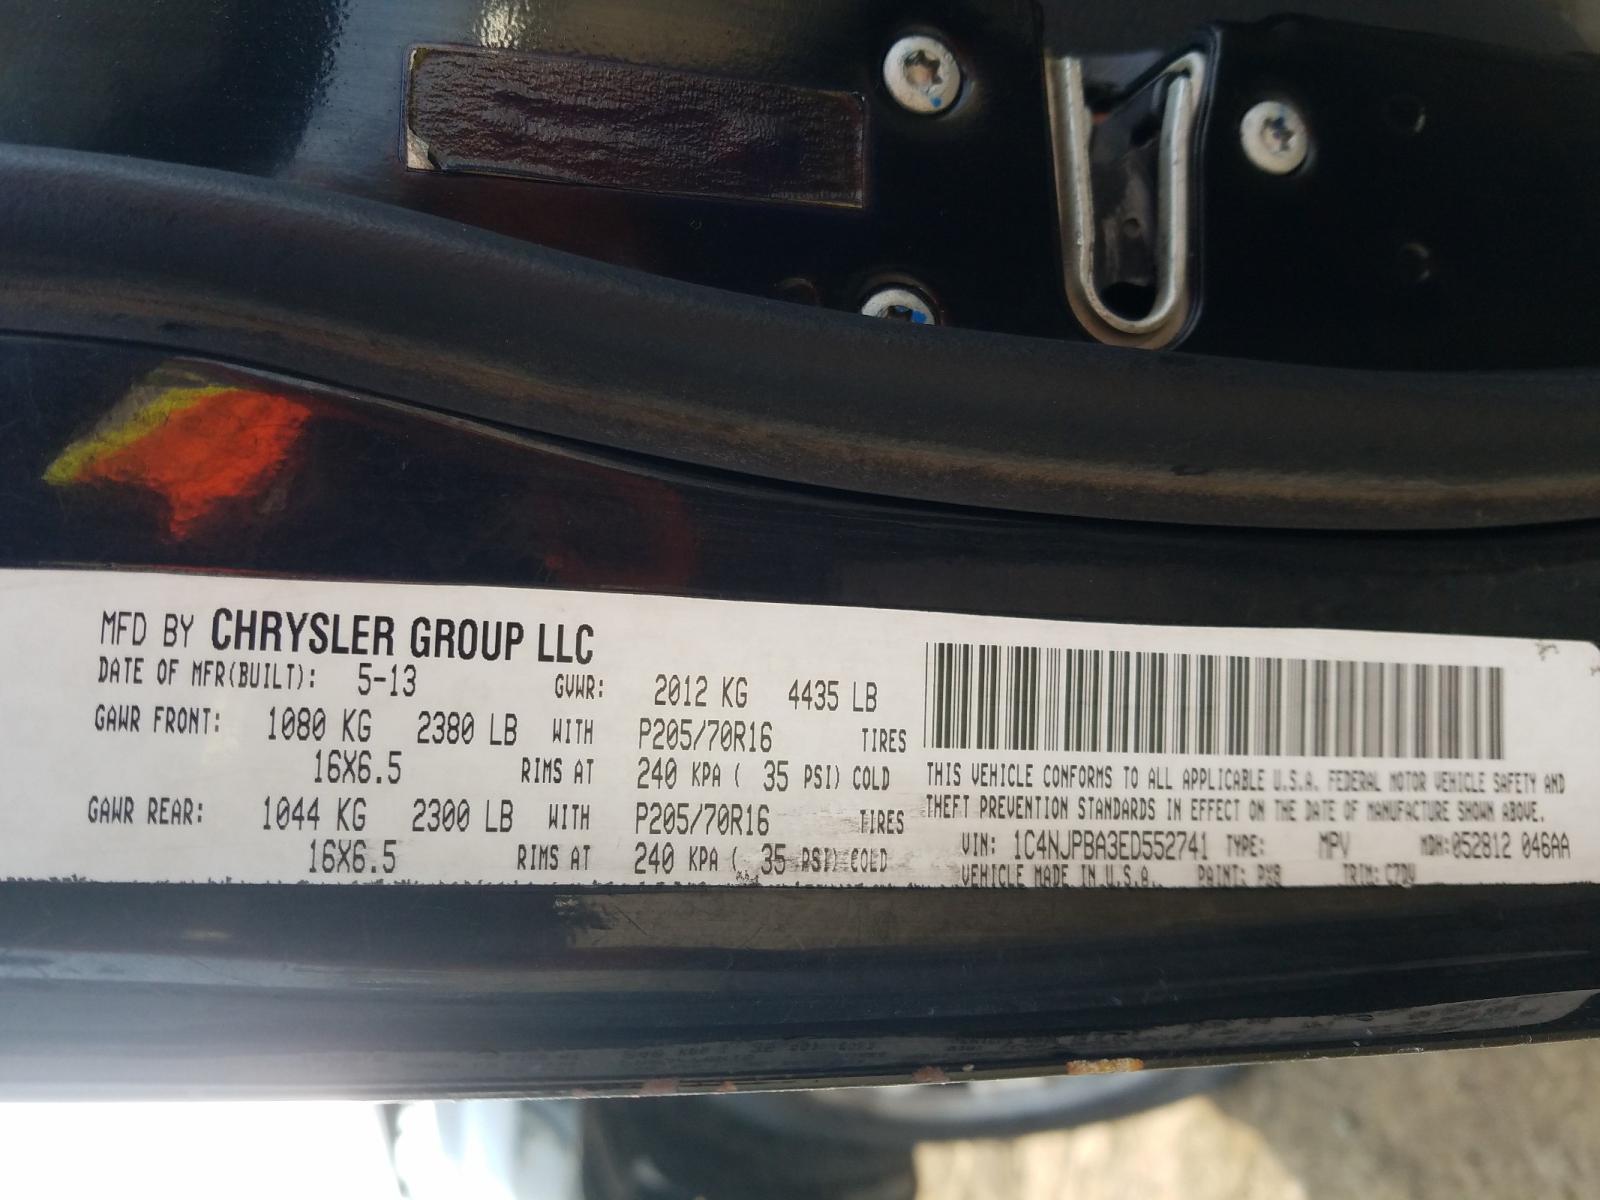 MFD BY CHRYSLER GROUP LLC
DATE OF MFR(BUILT): 5-13 GVWR: 2012 KG 4435 LB
GAWR FRONT: 1080 KG 2380 LB WITH P205/70R16 TIRES
16X6.5 RIMS AT 240 KPA ( 35 PSI) COLD
GAWR REAR: 1044 KG 2300 LB WITH P205/70R16 TIRES
16X6.5 RIMS AT 240 KPA ( 35 PSI) COLD
THIS VEHICLE CONFORMS TO ALL APPLICABLE U.S.A. FEDERAL MOTOR VEHICLE SAFETY AND
THEFT PREVENTION STANDARDS IN EFFECT ON THE DATE OF MANUFACTURE SHOWN ABOVE.
VIN: 1C4NJPBA3ED552741 TYPE: MPV MDH:052812 046AA
VEHICLE MADE IN U.S.A. PAINT: PX8 TRIM: C7DV